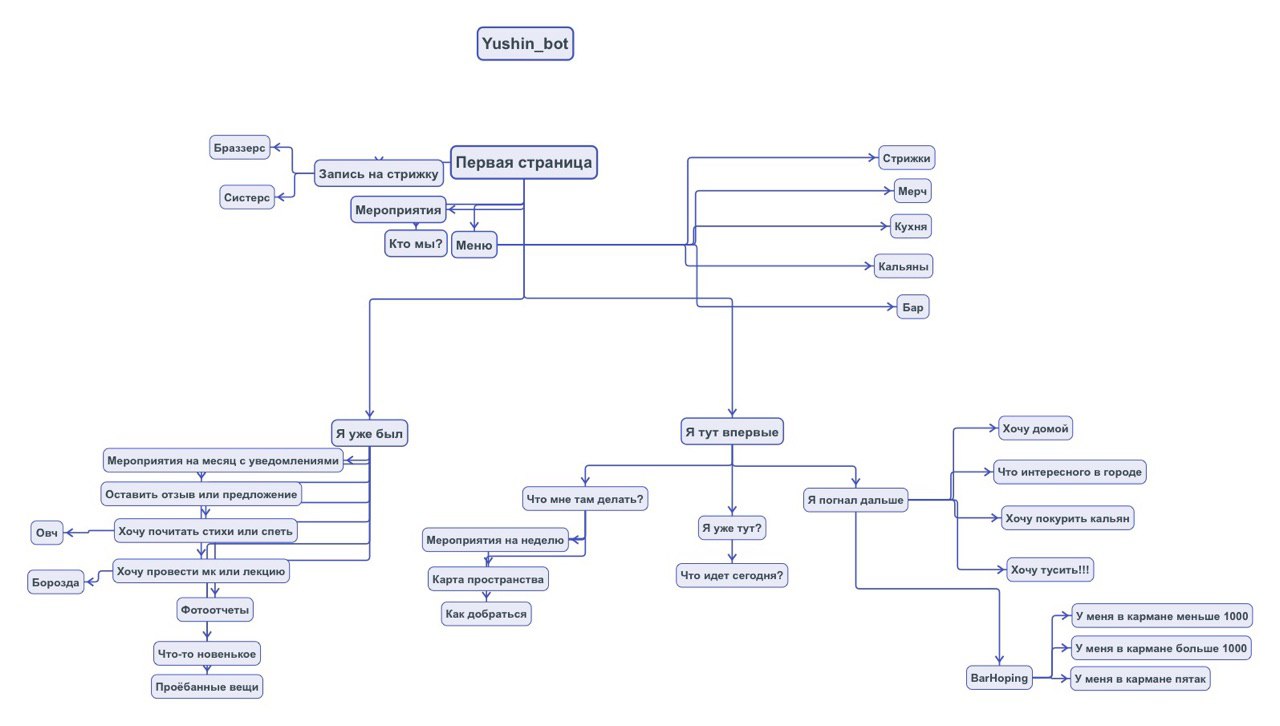 Yushin_bot
Первая страница
Запись на стрижку
Браззерс
Систерс
Мероприятия
Кто мы?
Меню
Стрижки
Мерч
Кухня
Кальяны
Бар
Я уже был
Мероприятия на месяц с уведомлениями
Оставить отзыв или предложение
Хочу почитать стихи или спеть
Овч
Хочу провести мк или лекцию
Борозда
Фотоотчеты
Что-то новенькое
Проёбанные вещи
Я тут впервые
Что мне там делать?
Мероприятия на неделю
Карта пространства
Как добраться
Я уже тут?
Что идет сегодня?
Я погнал дальше
Хочу домой
Что интересного в городе
Хочу покурить кальян
Хочу тусить!!!
BarHoping
У меня в кармане меньше 1000
У меня в кармане больше 1000
У меня в кармане пятак